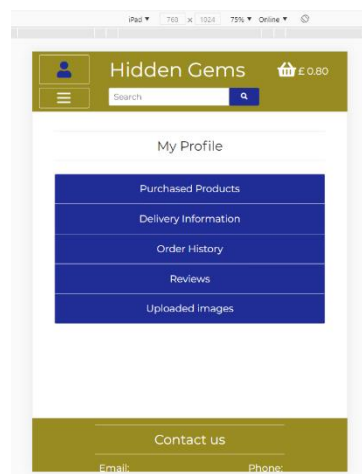 iPad ▼ 768 x 1024 75% ▼ Online ▼
Hidden Gems
£ 0.80
Search
My Profile
Purchased Products
Delivery Information
Order History
Reviews
Uploaded images
Contact us
Email: Phone: